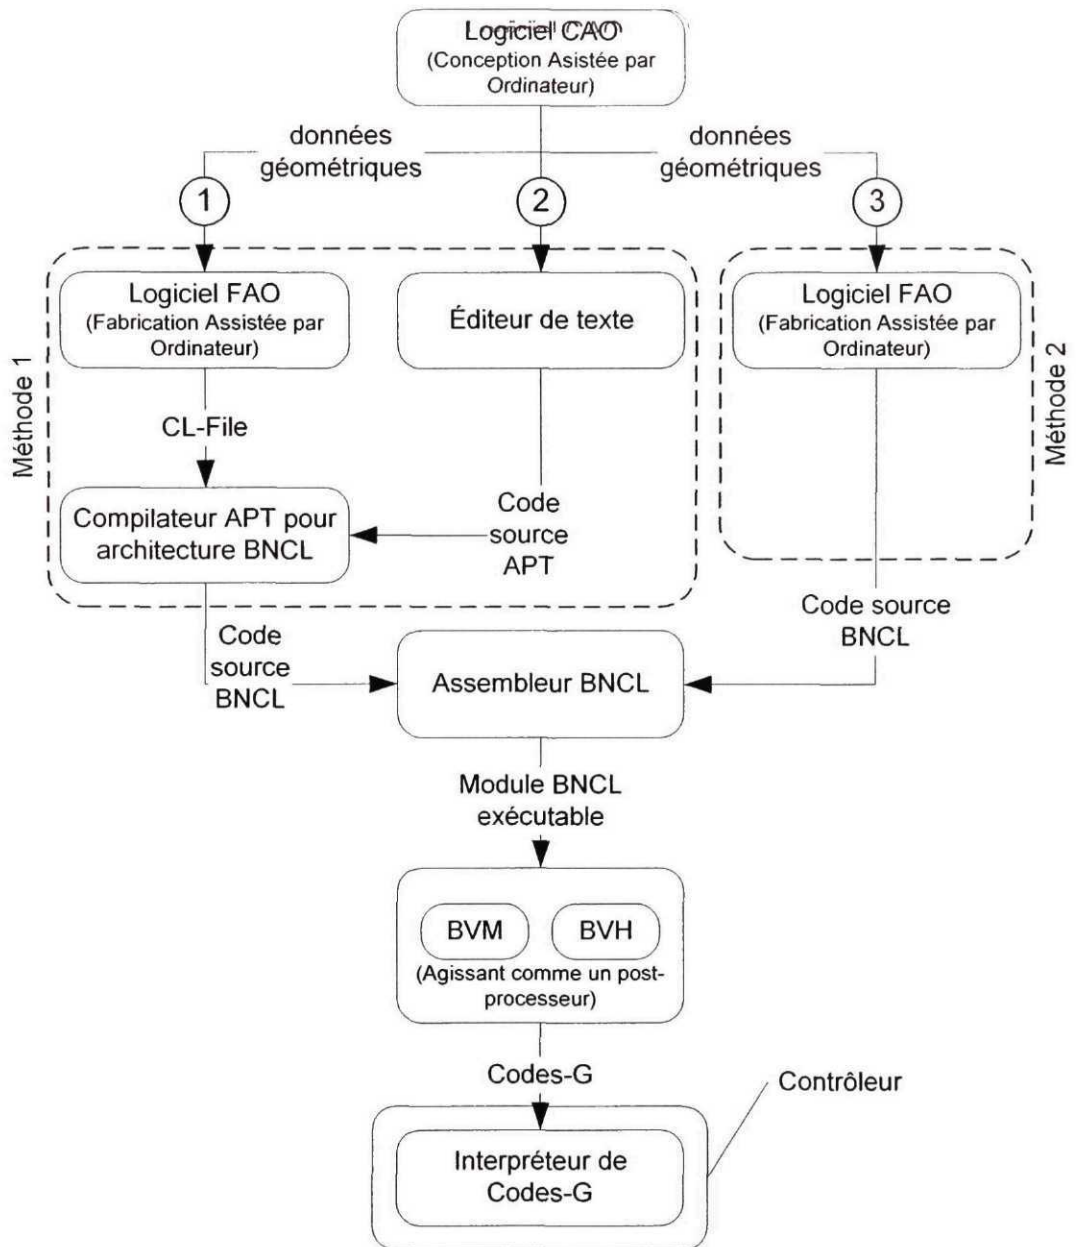 Logiciel CAO
(Conception Asistée par
Ordinateur)
données
géométriques
données
géométriques
1
2
3
Logiciel FAO
(Fabrication Assistée par
Ordinateur)
Éditeur de texte
Logiciel FAO
(Fabrication Assistée par
Ordinateur)
Méthode 1
Méthode 2
CL-File
Compilateur APT pour
architecture BNCL
Code
source
APT
Code
source
BNCL
Code source
BNCL
Assembleur BNCL
Module BNCL
exécutable
BVM
BVH
(Agissant comme un post-
processeur)
Codes-G
Contrôleur
Interpréteur de
Codes-G